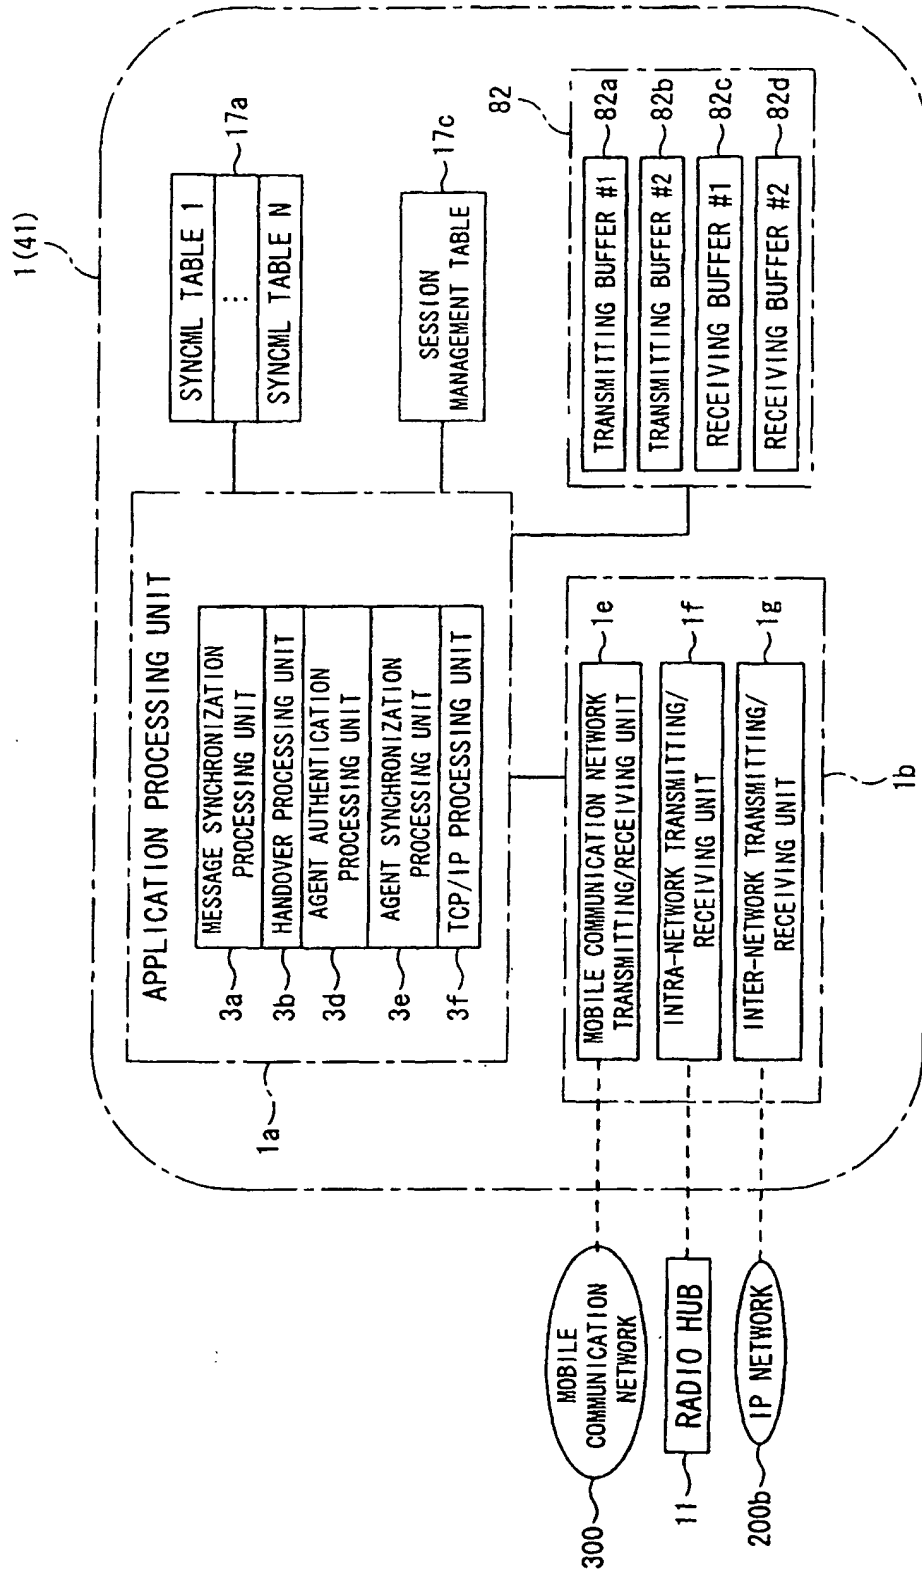 1(41)
APPLICATION PROCESSING UNIT
3a
MESSAGE SYNCHRONIZATION
PROCESSING UNIT
3b
HANDOVER PROCESSING UNIT
3d
AGENT AUTHENTICATION
PROCESSING UNIT
3e
AGENT SYNCHRONIZATION
PROCESSING UNIT
3f
TCP/IP PROCESSING UNIT
1a
SYNCML TABLE 1
⋮
SYNCML TABLE N
17a
SESSION
MANAGEMENT TABLE
17c
82
TRANSMITTING BUFFER #1
82a
TRANSMITTING BUFFER #2
82b
RECEIVING BUFFER #1
82c
RECEIVING BUFFER #2
82d
MOBILE COMMUNICATION NETWORK
TRANSMITTING/RECEIVING UNIT
1e
INTRA-NETWORK TRANSMITTING/
RECEIVING UNIT
1f
INTER-NETWORK TRANSMITTING/
RECEIVING UNIT
1g
1b
MOBILE
COMMUNICATION
NETWORK
300
RADIO HUB
11
IP NETWORK
200b